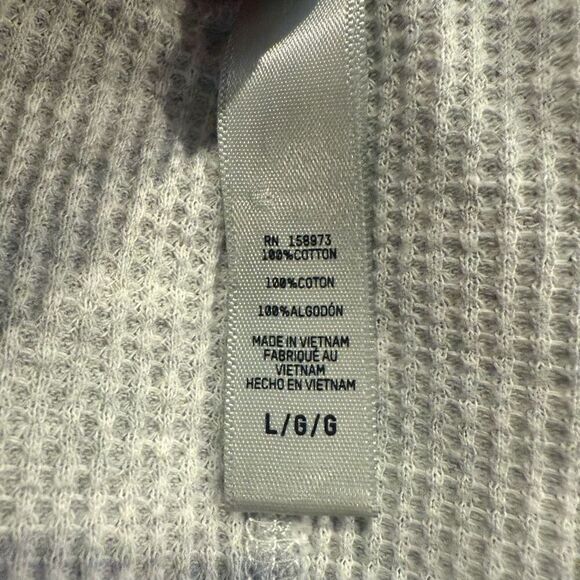 RN 158973
100%COTTON
100%COTON
100%ALGODÓN
MADE IN VIETNAM
FABRIQUÉ AU
VIETNAM
HECHO EN VIETNAM
L/G/G